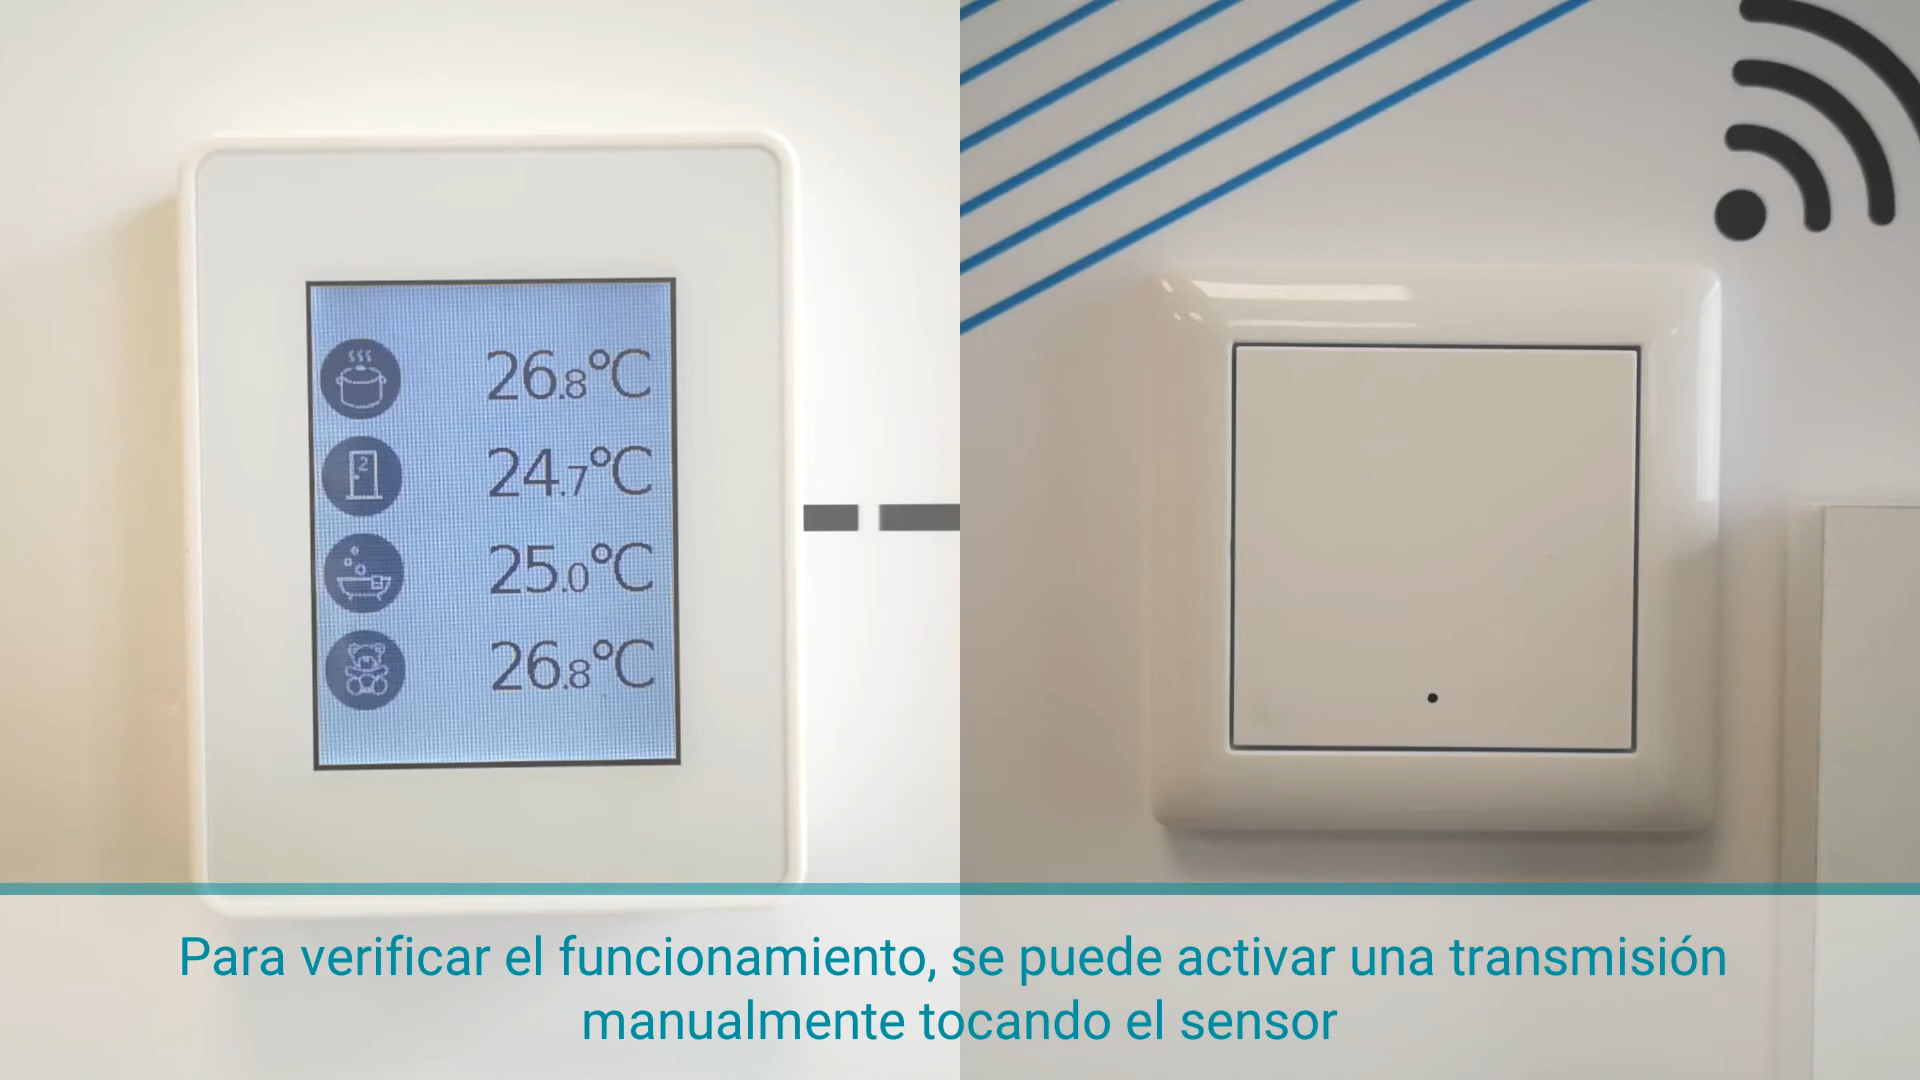 26.8°C
2
24.7°C
25.0°C
26.8°C
Para verificar el funcionamiento, se puede activar una transmisión
manualmente tocando el sensor